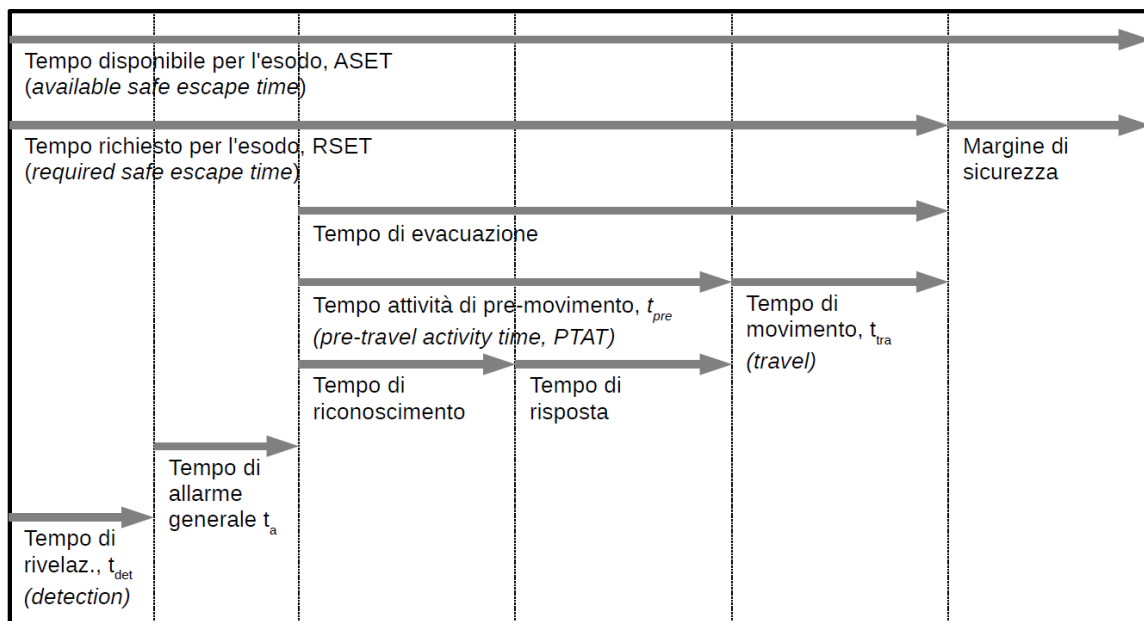 Tempo disponibile per l'esodo, ASET
(available safe escape time)
Tempo richiesto per l'esodo, RSET
(required safe escape time)
Margine di
sicurezza
Tempo di evacuazione
Tempo attività di pre-movimento, tpre
(pre-travel activity time, PTAT)
Tempo di
movimento, ttra
(travel)
Tempo di
riconoscimento
Tempo di
risposta
Tempo di
allarme
generale ta
Tempo di
rivelaz., tdet
(detection)